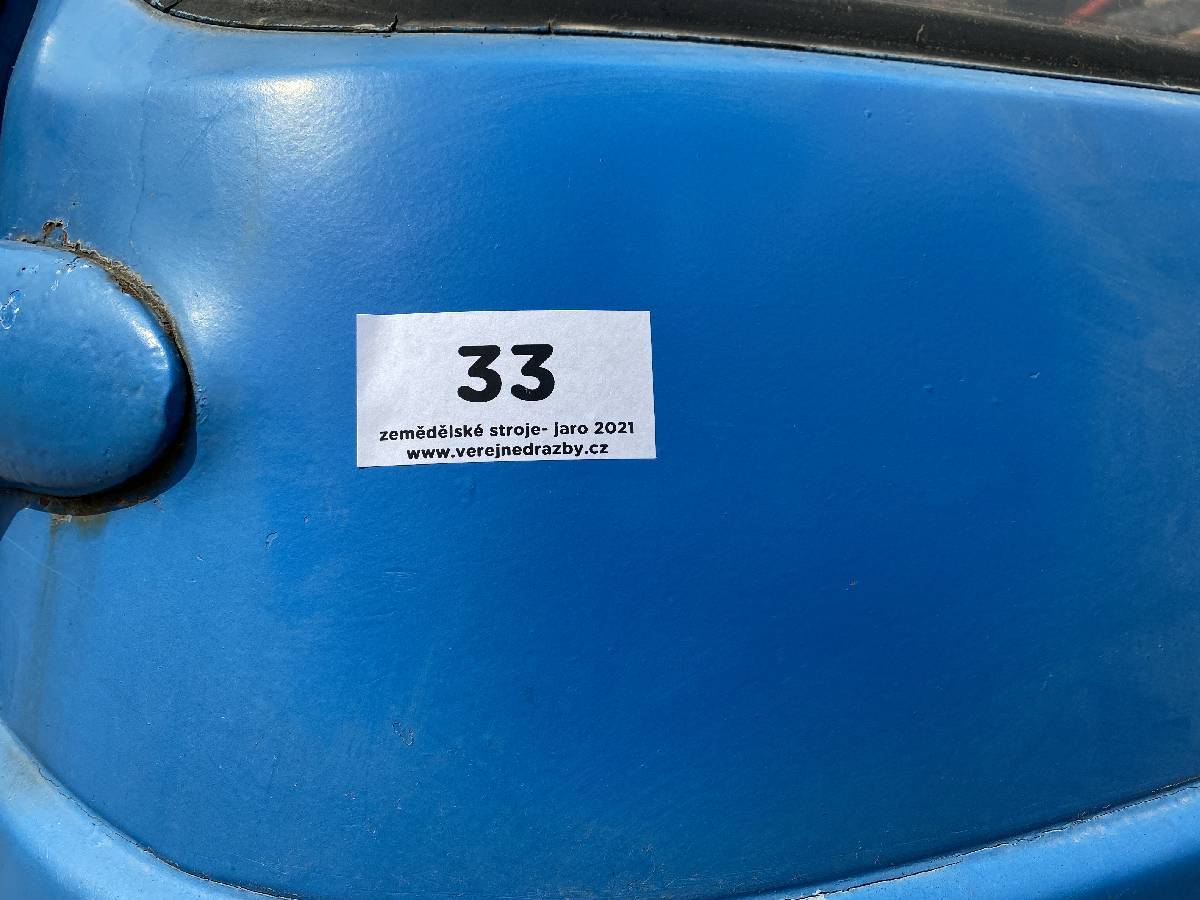 33
zemědělské stroje- jaro 2021
www.verejnedrazby.cz